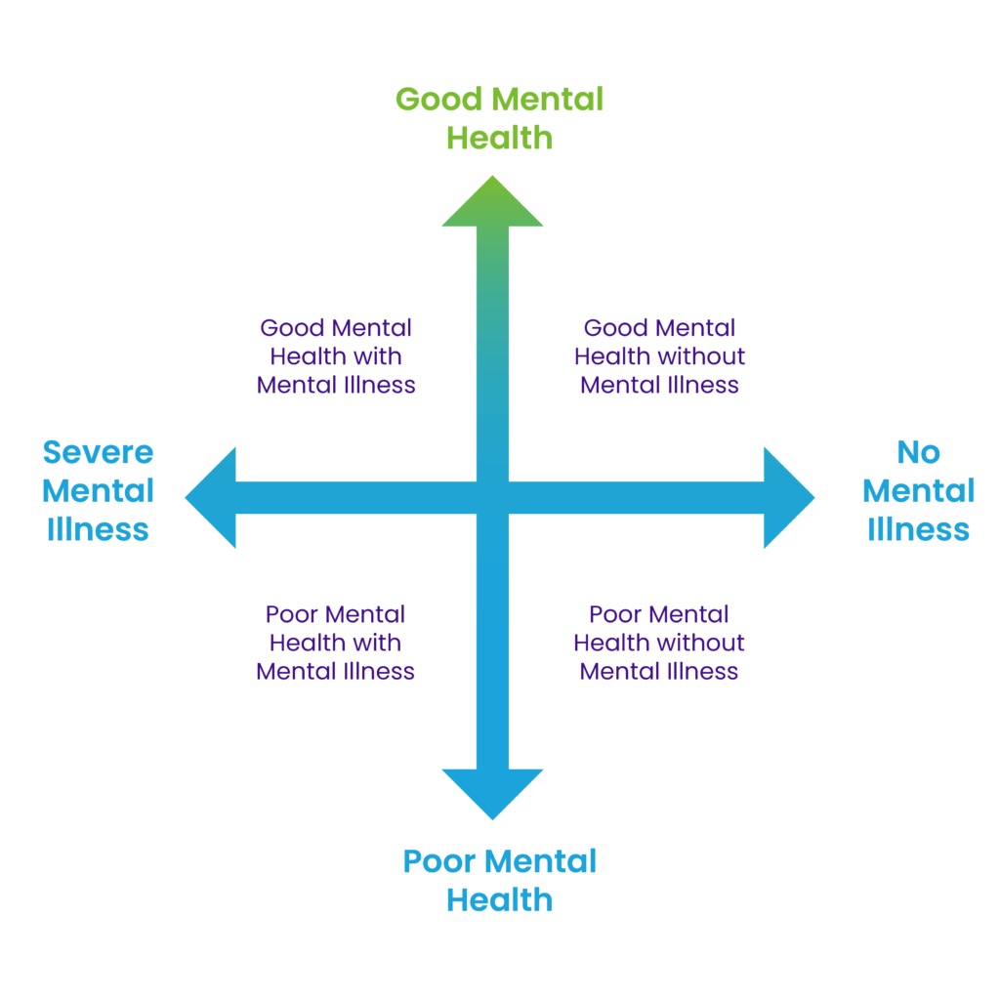 Good Mental
Health
Good Mental
Health with
Mental Illness
Good Mental
Health without
Mental Illness
Severe
Mental
Illness
No
Mental
Illness
Poor Mental
Health with
Mental Illness
Poor Mental
Health without
Mental Illness
Poor Mental
Health